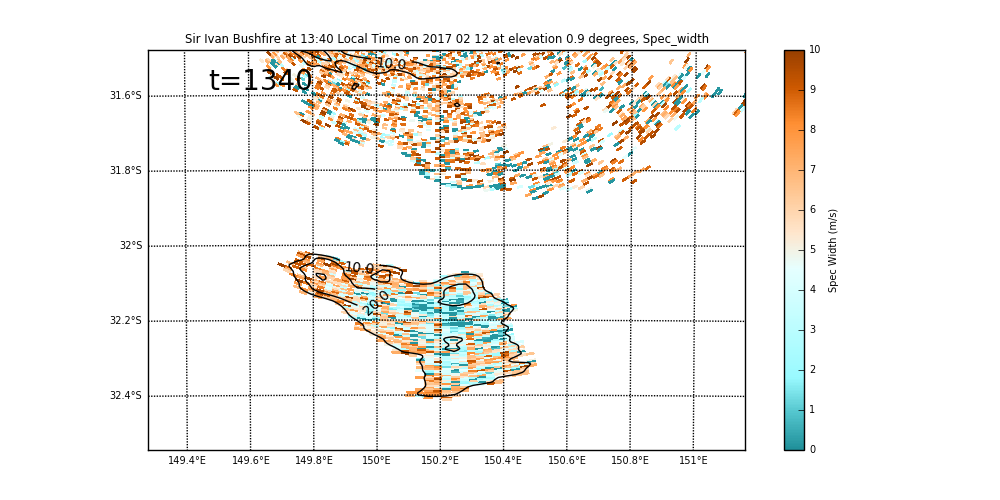 Sir Ivan Bushfire at 13:40 Local Time on 2017 02 12 at elevation 0.9 degrees, Spec_width
t=1340
10.0
31.6°S
31.8°S
32°S
32.2°S
32.4°S
10.0
20.0
149.4°E 149.6°E 149.8°E 150°E 150.2°E 150.4°E 150.6°E 150.8°E 151°E
10
9
8
7
6
5
4
3
2
1
0
Spec Width (m/s)